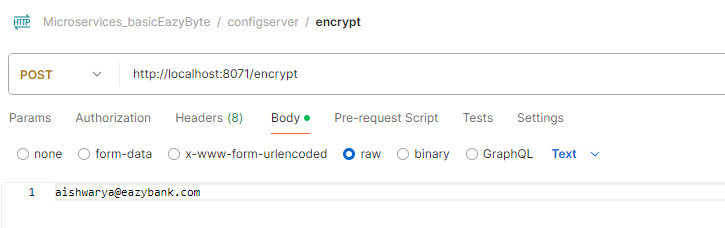 HTTP Microservices_basicEazyByte / configserver / encrypt
POST http://localhost:8071/encrypt
Params Authorization Headers (8) Body Pre-request Script Tests Settings
none form-data x-www-form-urlencoded raw binary GraphQL Text
1 aishwarya@eazybank.com